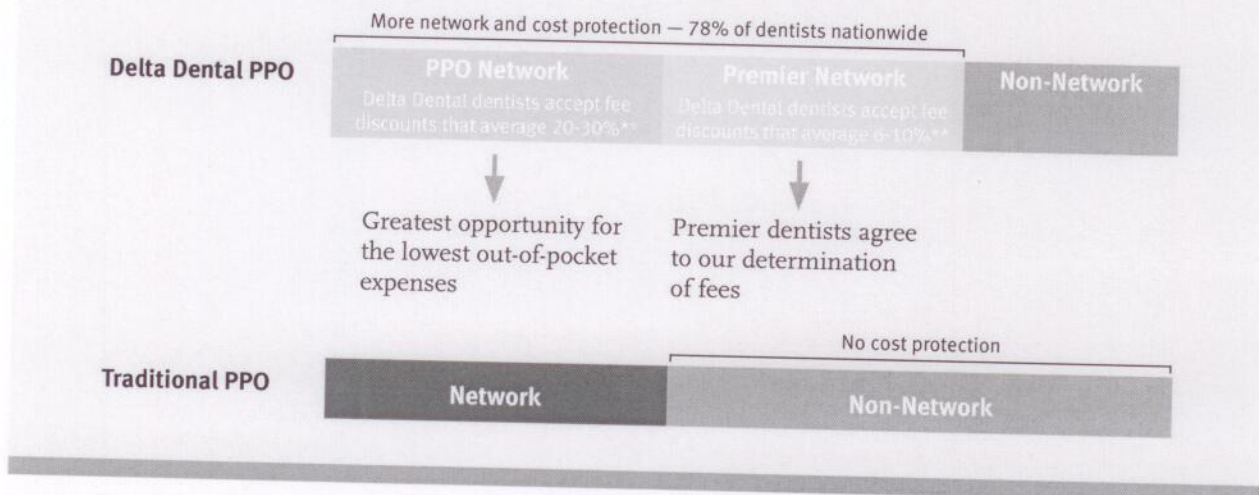 More network and cost protection — 78% of dentists nationwide
Delta Dental PPO
PPO Network
Delta Dental dentists accept fee
discounts that average 20-30%**
Premier Network
Delta Dental dentists accept fee
discounts that average 6-10%**
Non-Network
Greatest opportunity for
the lowest out-of-pocket
expenses
Premier dentists agree
to our determination
of fees
No cost protection
Traditional PPO
Network
Non-Network